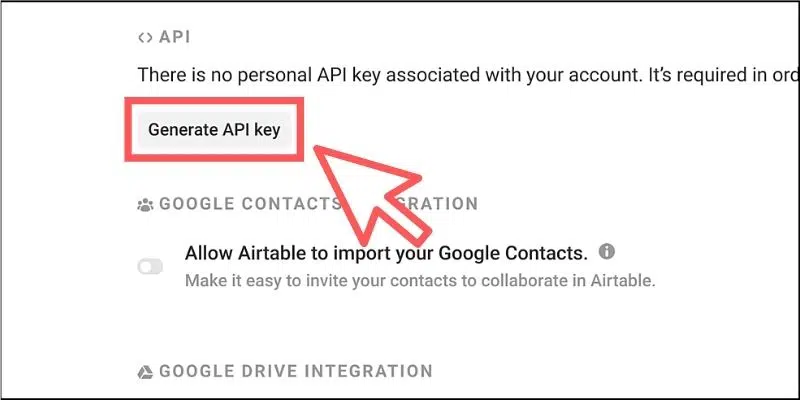 API
There is no personal API key associated with your account. It's required in ord
Generate API key
GOOGLE CONTACTS GRATION
Allow Airtable to import your Google Contacts.
Make it easy to invite your contacts to collaborate in Airtable.
GOOGLE DRIVE INTEGRATION